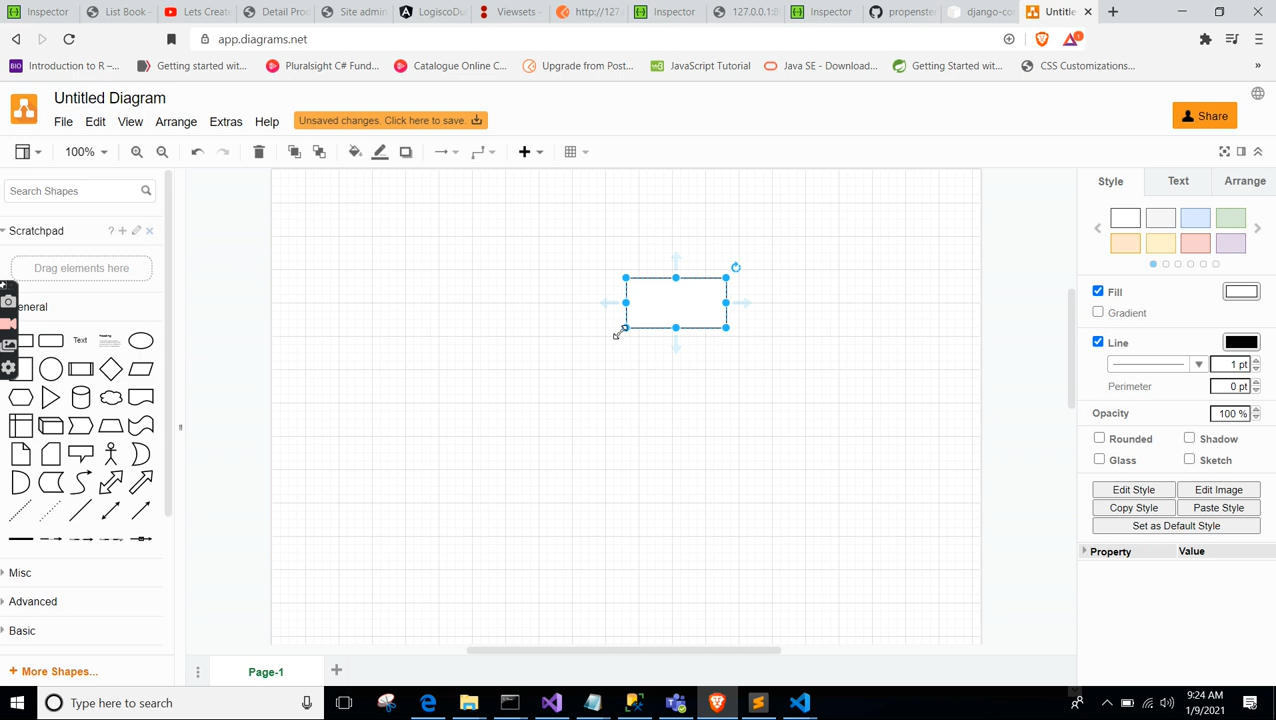 Inspector
List Book
Lets Create
Detail Prod
Site admin
LogiscoDu
Viewsets -
http://127.
Inspector
127.0.0.1:8
Inspector
propenster
django-co
Untitle
app.diagrams.net
1
Introduction to R –...
Getting started wit...
Pluralsight C# Fund...
Catalogue Online C...
Upgrade from Post...
JavaScript Tutorial
Java SE - Download...
Getting Started wit...
CSS Customizations...
»
Untitled Diagram
File
Edit
View
Arrange
Extras
Help
Unsaved changes. Click here to save.
Share
100%
Search Shapes
Scratchpad
?
Drag elements here
eneral
Text
Misc
Advanced
Basic
+ More Shapes...
Page-1
Style
Text
Arrange
Fill
Gradient
Line
1 pt
Perimeter
0 pt
Opacity
100 %
Rounded
Shadow
Glass
Sketch
Edit Style
Edit Image
Copy Style
Paste Style
Set as Default Style
Property
Value
Type here to search
9:24 AM
1/9/2021